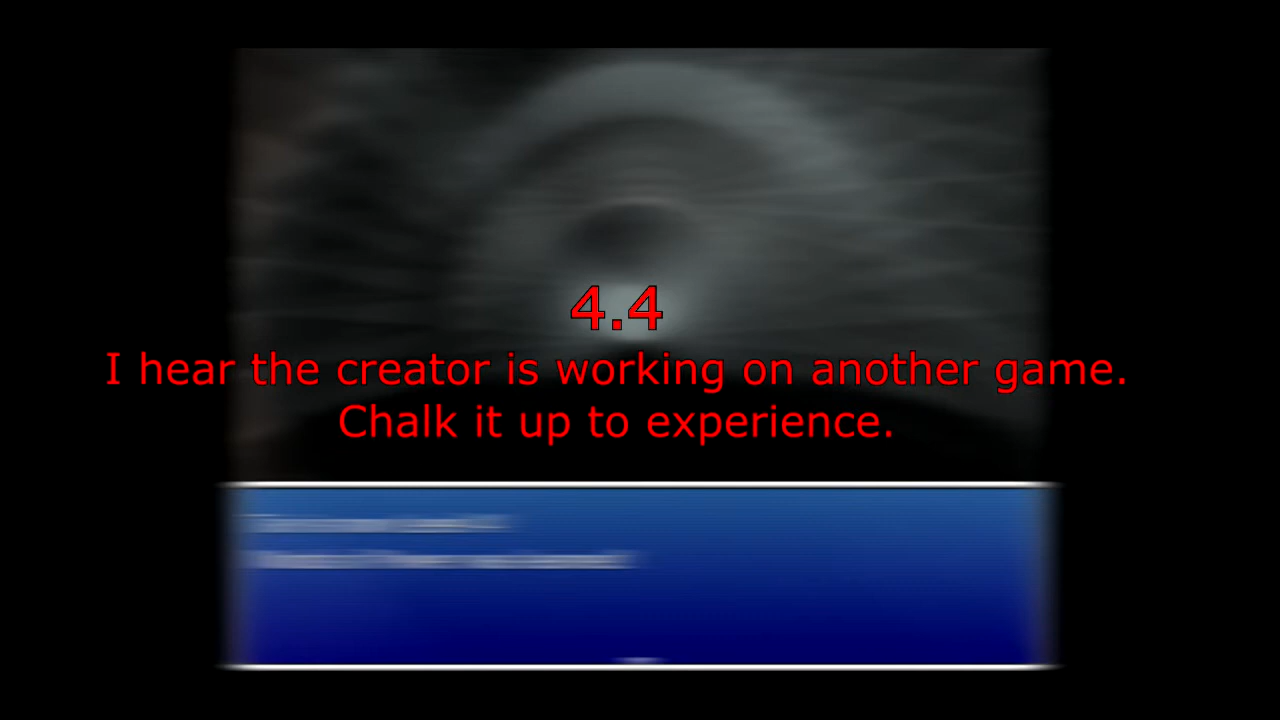 4.4
I hear the creator is working on another game.
Chalk it up to experience.